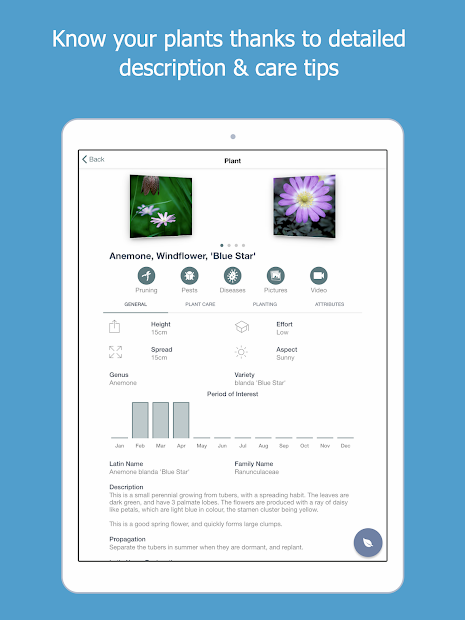 Know your plants thanks to detailed
description & care tips
Back
Plant
Anemone, Windflower, 'Blue Star'
Pruning Pests Diseases Pictures Video
GENERAL PLANT CARE PLANTING ATTRIBUTES
Height Effort
15cm Low
Spread Aspect
15cm Sunny
Genus Variety
Anemone blanda 'Blue Star'
Period of Interest
Jan Feb Mar Apr May Jun Jul Aug Sep Oct Nov Dec
Latin Name Family Name
Anemone blanda 'Blue Star' Ranunculaceae
Description
This is a small perennial growing from tubers, with a spreading habit. The leaves are
dark green, and have 3 palmate lobes. The flowers are produced with a ray of daisy
like petals, which are light blue in colour, the stamen cluster being yellow.
This is a good spring flower, and quickly forms large clumps.
Propagation
Separate the tubers in summer when they are dormant, and replant.